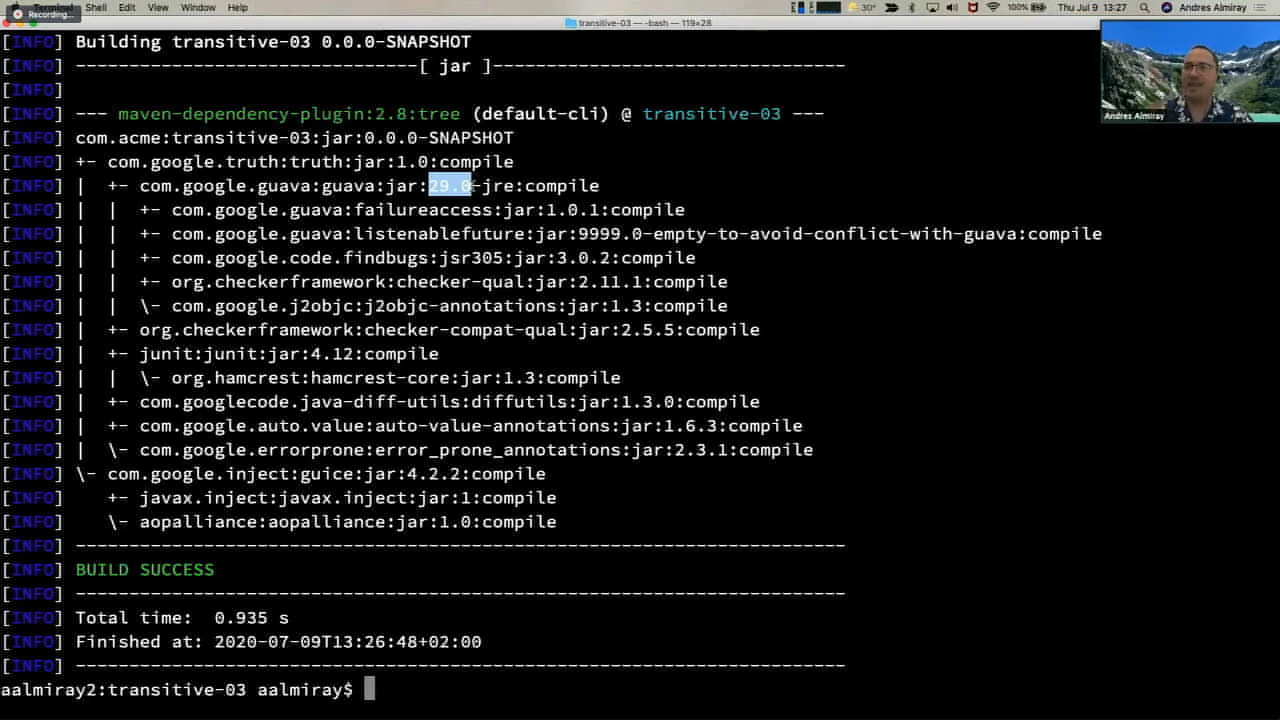 Terminal Shell Edit View Window Help 30° 100% Thu Jul 9 13:27 Andres Almiray
Recording...
transitive-03 — -bash — 119×28
[INFO] Building transitive-03 0.0.0-SNAPSHOT
[INFO] --------------------------------[ jar ]---------------------------------
[INFO]
[INFO] --- maven-dependency-plugin:2.8:tree (default-cli) @ transitive-03 ---
[INFO] com.acme:transitive-03:jar:0.0.0-SNAPSHOT
[INFO] +- com.google.truth:truth:jar:1.0:compile
[INFO] |  +- com.google.guava:guava:jar:29.0-jre:compile
[INFO] |  |  +- com.google.guava:failureaccess:jar:1.0.1:compile
[INFO] |  |  +- com.google.guava:listenablefuture:jar:9999.0-empty-to-avoid-conflict-with-guava:compile
[INFO] |  |  +- com.google.code.findbugs:jsr305:jar:3.0.2:compile
[INFO] |  |  +- org.checkerframework:checker-qual:jar:2.11.1:compile
[INFO] |  |  \- com.google.j2objc:j2objc-annotations:jar:1.3:compile
[INFO] |  +- org.checkerframework:checker-compat-qual:jar:2.5.5:compile
[INFO] |  +- junit:junit:jar:4.12:compile
[INFO] |  |  \- org.hamcrest:hamcrest-core:jar:1.3:compile
[INFO] |  +- com.googlecode.java-diff-utils:diffutils:jar:1.3.0:compile
[INFO] |  +- com.google.auto.value:auto-value-annotations:jar:1.6.3:compile
[INFO] |  \- com.google.errorprone:error_prone_annotations:jar:2.3.1:compile
[INFO] \- com.google.inject:guice:jar:4.2.2:compile
[INFO]    +- javax.inject:javax.inject:jar:1:compile
[INFO]    \- aopalliance:aopalliance:jar:1.0:compile
[INFO] ------------------------------------------------------------------------
[INFO] BUILD SUCCESS
[INFO] ------------------------------------------------------------------------
[INFO] Total time:  0.935 s
[INFO] Finished at: 2020-07-09T13:26:48+02:00
[INFO] ------------------------------------------------------------------------
aalmiray2:transitive-03 aalmiray$
Andres Almiray